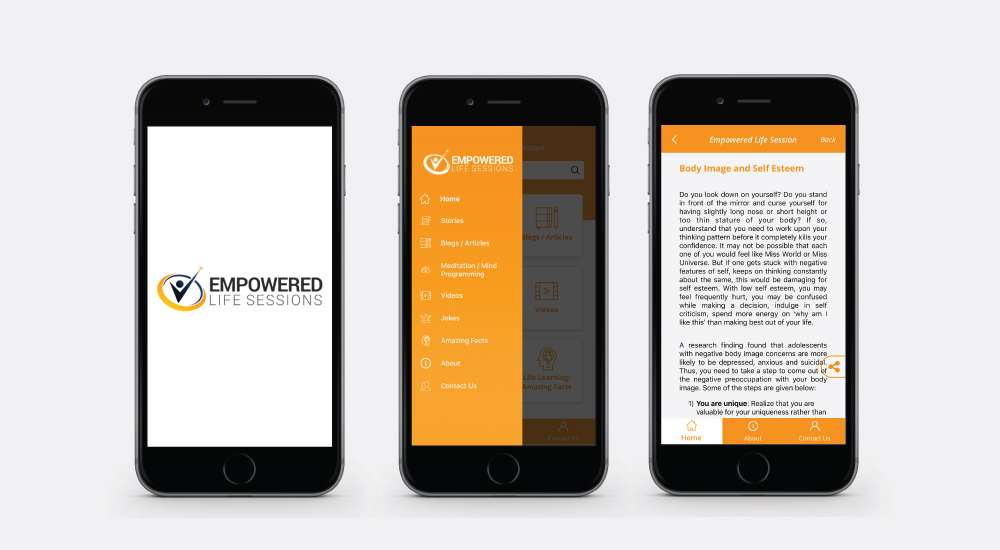 EMPOWERED
LIFE SESSIONS
EMPOWERED
LIFE SESSIONS
Home
Stories
Blogs / Articles
Meditation / Mind
Programming
Videos
Jokes
Amazing Facts
About
Contact Us
Blogs / Articles
Videos
Life Learning:
Amazing Facts
Contact Us
Empowered Life Session
Back
Body Image and Self Esteem
Do you look down on yourself? Do you stand
in front of the mirror and curse yourself for
having slightly long nose or short height or
too thin stature of your body? If so,
understand that you need to work upon your
thinking pattern before it completely kills your
confidence. It may not be possible that each
one of you would feel like Miss World or Miss
Universe. But if one gets stuck with negative
features of self, keeps on thinking constantly
about the same, this would be damaging for
self esteem. With low self esteem, you may
feel frequently hurt, you may be confused
while making a decision, indulge in self
criticism, spend more energy on ‘why am I
like this’ than making best out of your life.
A research finding found that adolescents
with negative body image concerns are more
likely to be depressed, anxious and suicidal.
Thus, you need to take a step to come out of
the negative preoccupation with your body
image. Some of the steps are given below:
1) You are unique: Realize that you are
valuable for your uniqueness rather than
Home
About
Contact Us